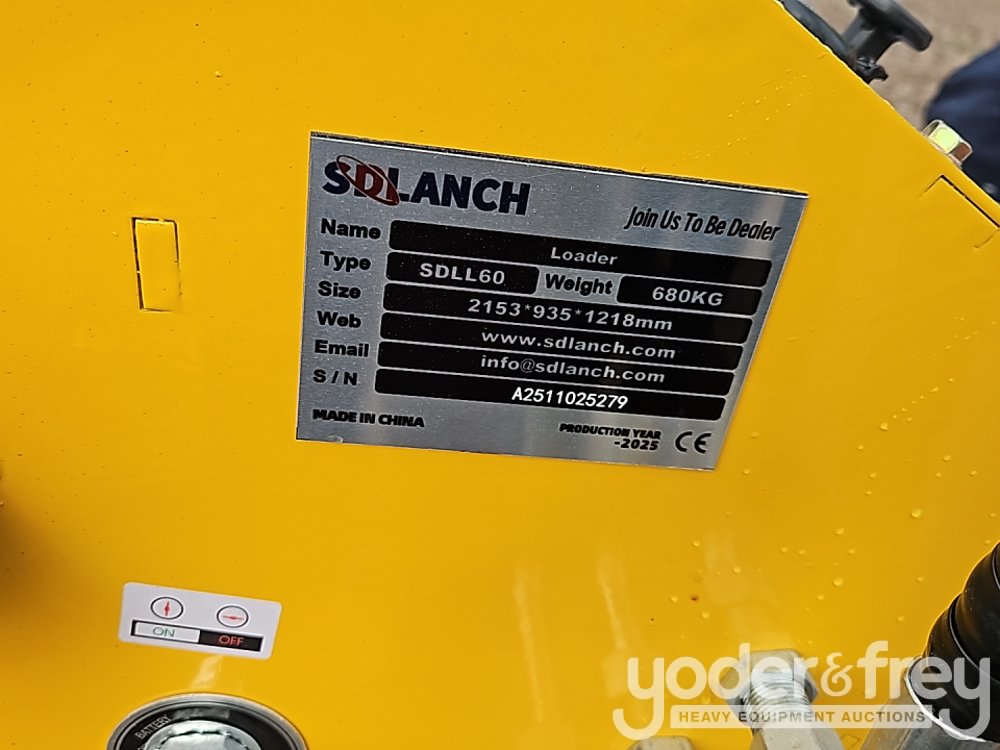 SDLANCH
Join Us To Be Dealer
Name Loader
Type SDLL60 Weight 680KG
Size 2153*935*1218mm
Web www.sdlanch.com
Email info@sdlanch.com
S/N A2511025279
MADE IN CHINA
PRODUCTION YEAR
-2025
CE
ON OFF
BATTERY
yoder&frey
HEAVY EQUIPMENT AUCTIONS